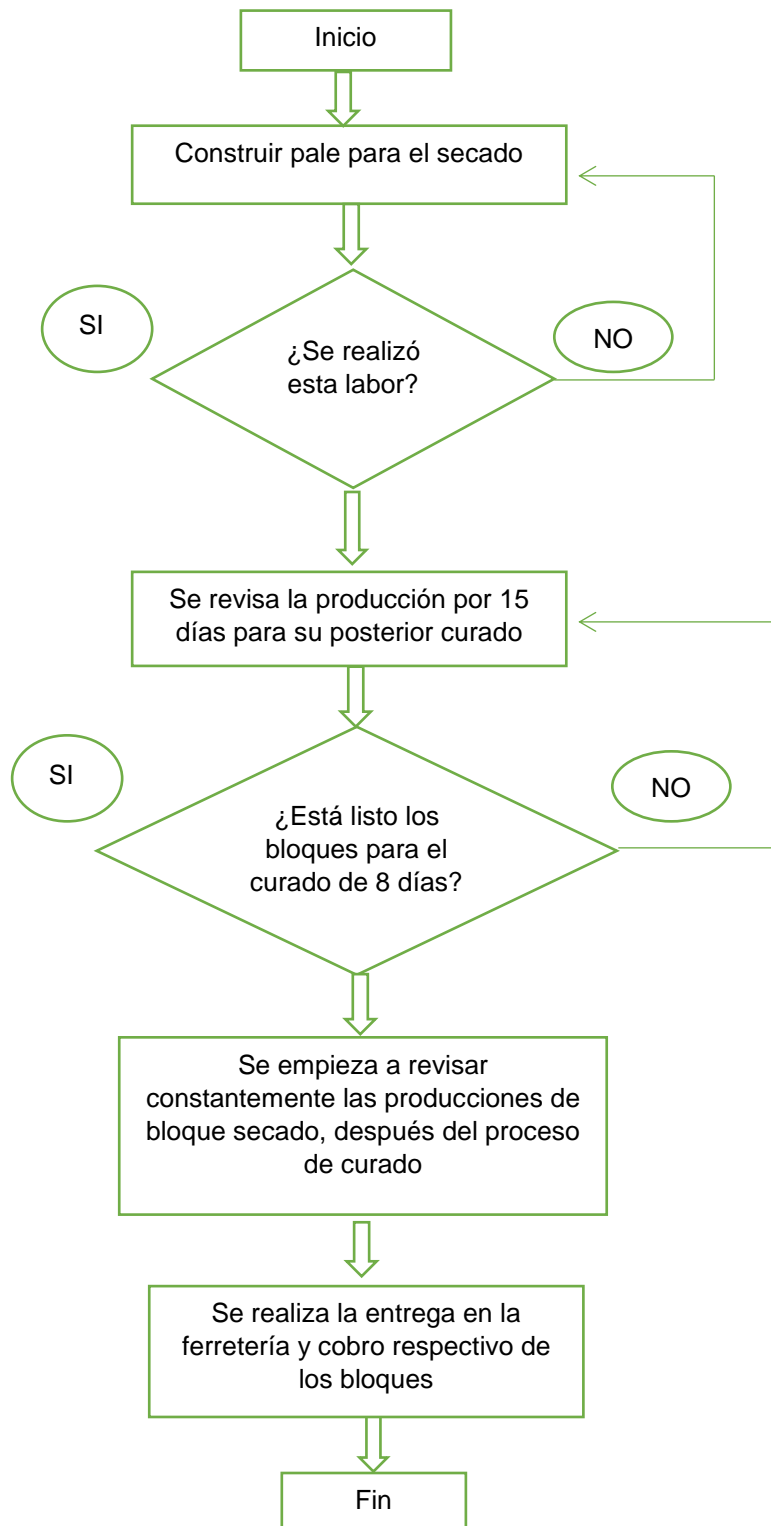 Inicio
Construir pale para el secado
SI
¿Se realizó
esta labor?
NO
Se revisa la producción por 15
días para su posterior curado
SI
¿Está listo los
bloques para el
curado de 8 días?
NO
Se empieza a revisar
constantemente las producciones de
bloque secado, después del proceso
de curado
Se realiza la entrega en la
ferretería y cobro respectivo de
los bloques
Fin